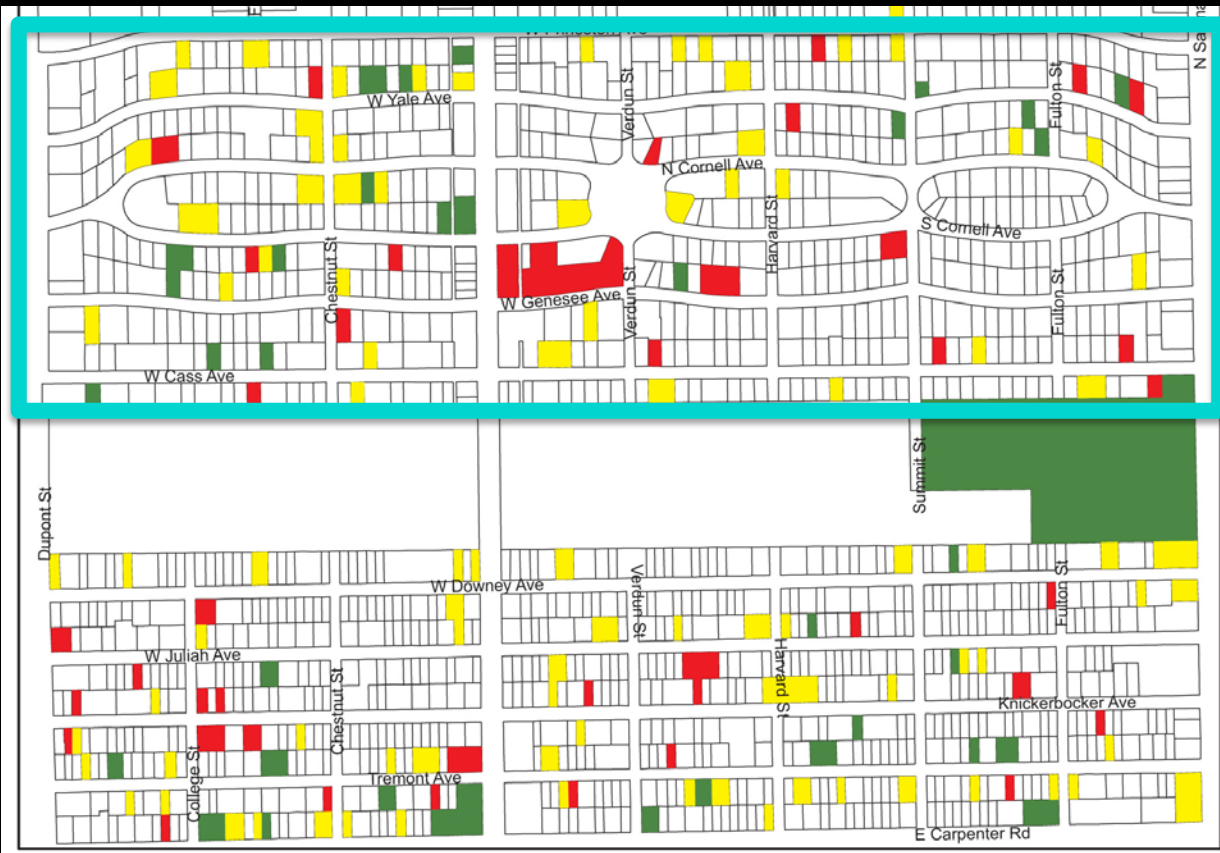 W Yale Ave
Verdun St
Fulton St
N Cornell Ave
Harvard St
S Cornell Ave
Chestnut St
W Genesee Ave
Verdun St
Fulton St
W Cass Ave
Summit St
Dupont St
W Downey Ave
Verdun St
Fulton St
W Juliah Ave
Harvard St
Chestnut St
Knickerbocker Ave
College St
Tremont Ave
E Carpenter Rd